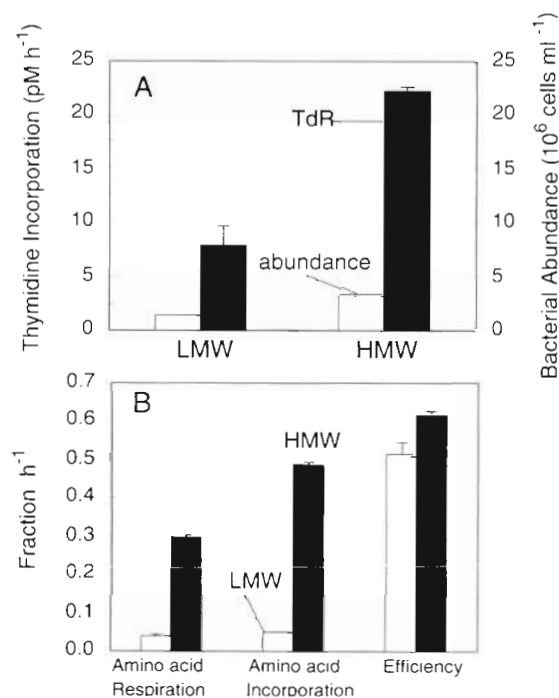 Thymidine Incorporation (pM h⁻¹)
25
20
15
10
5
0
A
TdR
abundance
LMW
HMW
25
20
15
10
5
0
Bacterial Abundance (10⁶ cells ml⁻¹)
Fraction h⁻¹
0.7
0.6
0.5
0.4
0.3
0.2
0.1
0.0
B
HMW
LMW
Amino acid
Respiration
Amino acid
Incorporation
Efficiency